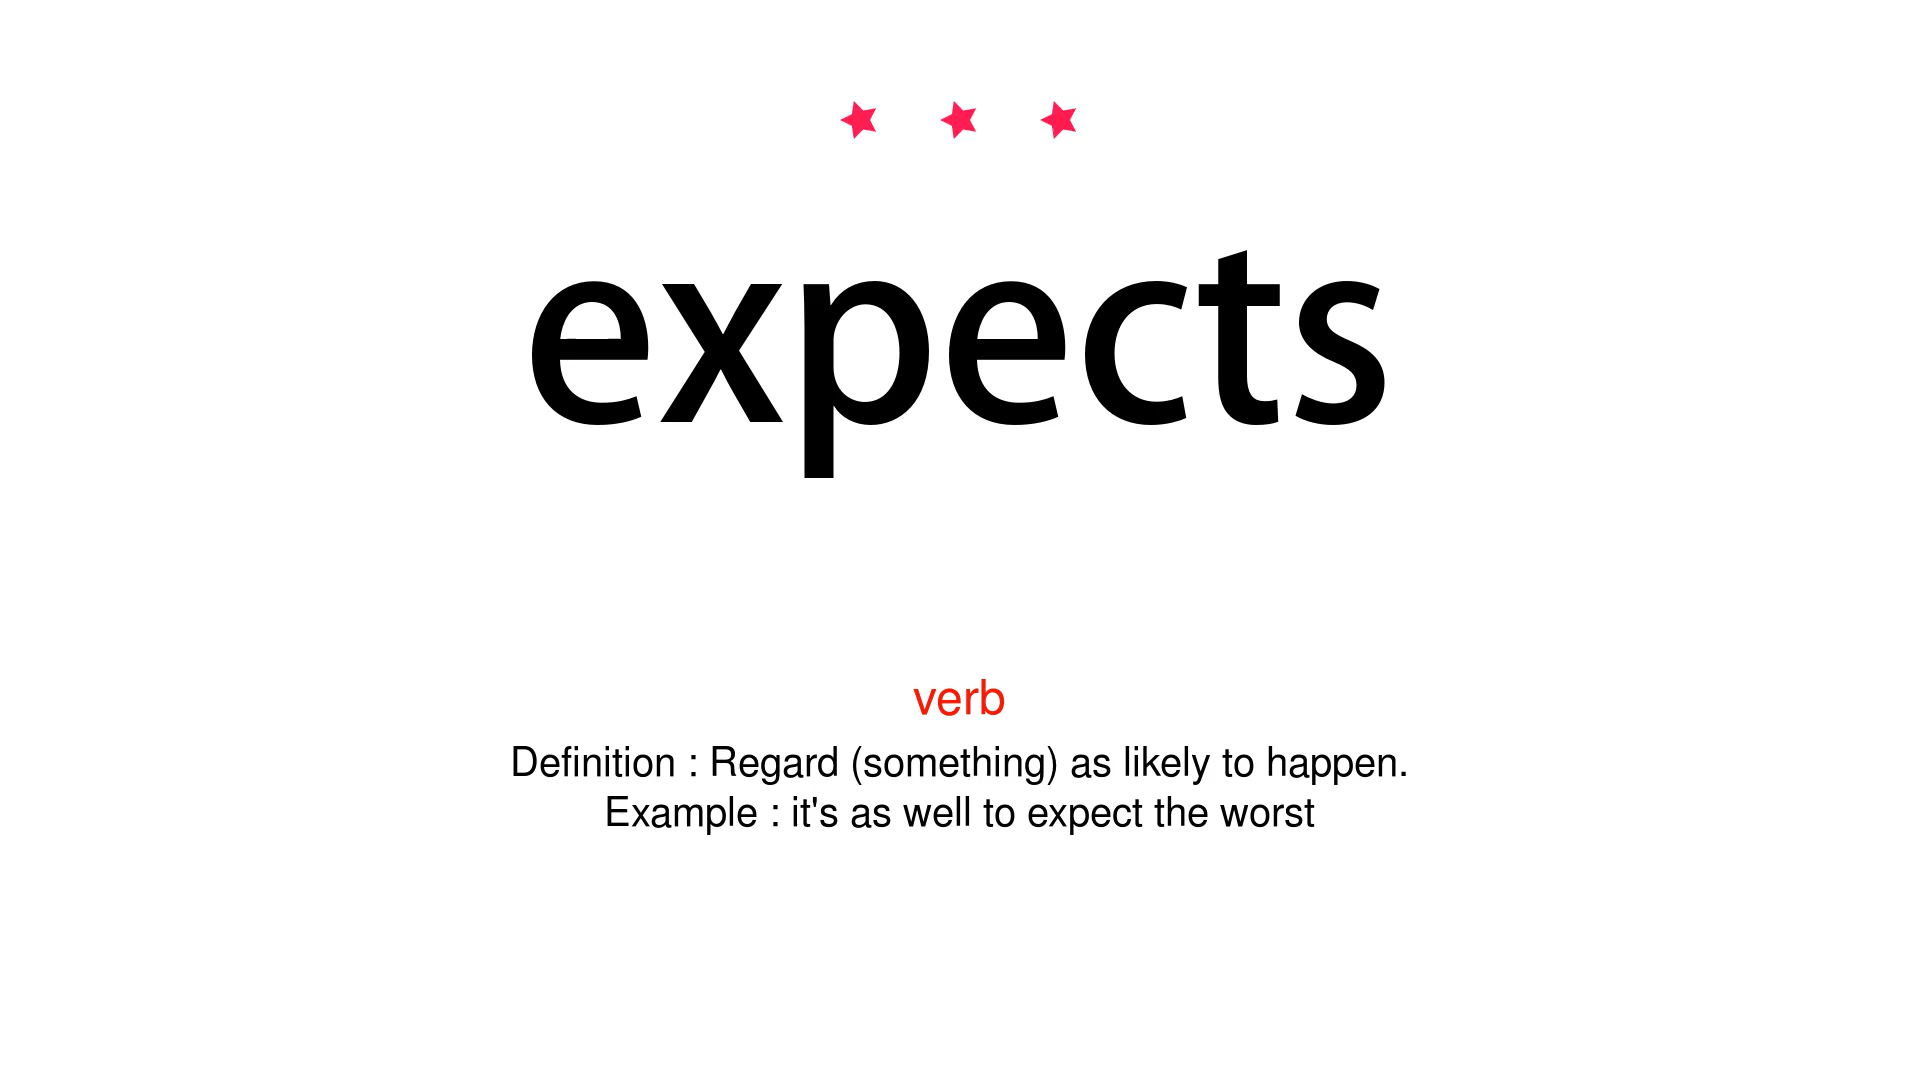 expects
verb
Definition : Regard (something) as likely to happen.
Example : it's as well to expect the worst